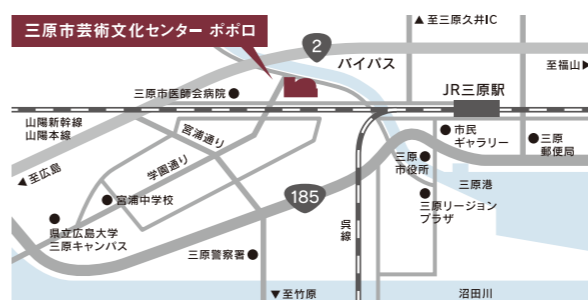 三原市芸術文化センター ポポロ
2
バイパス
▲至三原久井IC
至福山▶
三原市医師会病院
JR三原駅
山陽新幹線
山陽本線
宮浦通り
学園通り
市民
ギャラリー
三原
郵便局
三原
市役所
◀至広島
宮浦中学校
185
三原港
三原リージョン
プラザ
県立広島大学
三原キャンパス
呉線
三原警察署
▼至竹原
沼田川